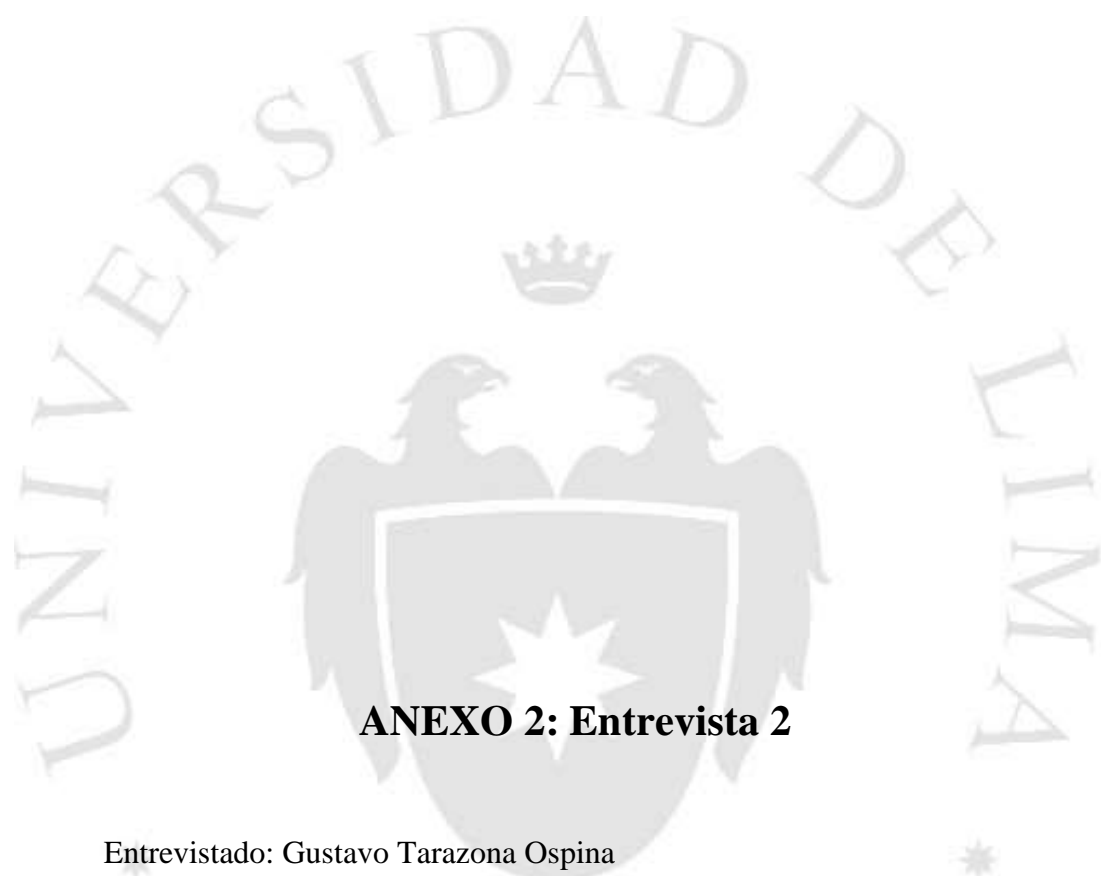 UNIVERSIDAD DE LIMA
ANEXO 2: Entrevista 2
Entrevistado: Gustavo Tarazona Ospina